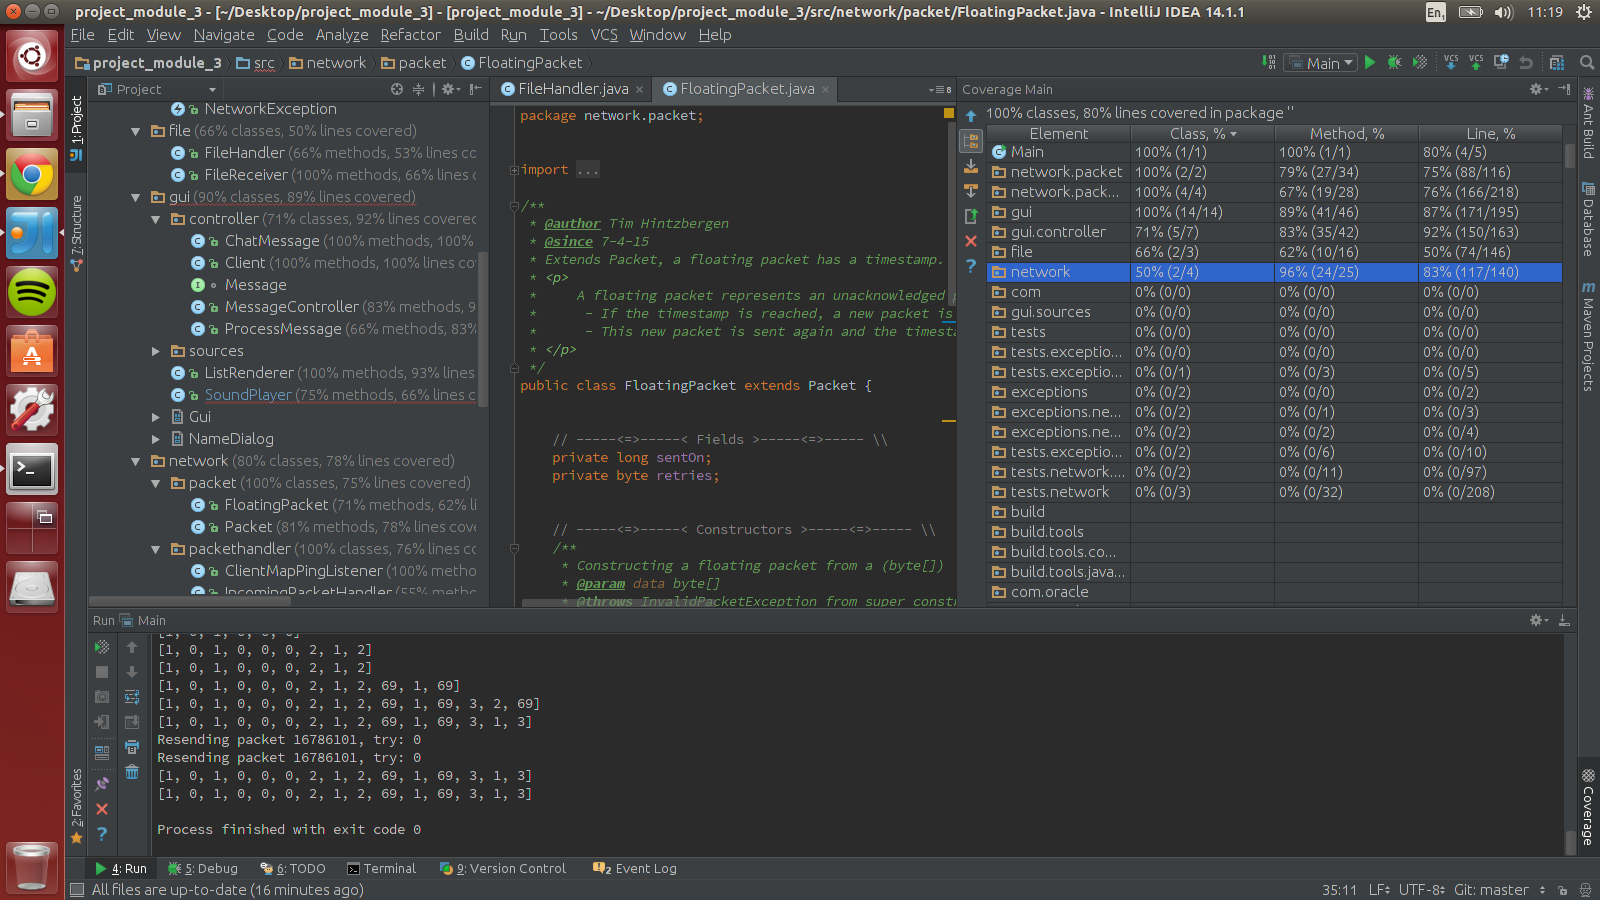 project_module_3 - [~/Desktop/project_module_3] - [project_module_3] - ~/Desktop/project_module_3/src/network/packet/FloatingPacket.java - IntelliJ IDEA 14.1.1
En1 11:19
File Edit View Navigate Code Analyze Refactor Build Run Tools VCS Window Help
project_module_3 src network packet FloatingPacket
Main
VCS VCS
1: Project
7: Structure
2: Favorites
Project
NetworkException
file (66% classes, 50% lines covered)
FileHandler (66% methods, 53% lines co
FileReceiver (100% methods, 66% lines c
gui (90% classes, 89% lines covered)
controller (71% classes, 92% lines covered
ChatMessage (100% methods, 100%
Client (100% methods, 100% lines co
Message
MessageController (83% methods, 9
ProcessMessage (66% methods, 83%
sources
ListRenderer (100% methods, 93% lines
SoundPlayer (75% methods, 66% lines c
Gui
NameDialog
network (80% classes, 78% lines covered)
packet (100% classes, 75% lines covered)
FloatingPacket (71% methods, 62% l
Packet (81% methods, 78% lines cove
packethandler (100% classes, 76% lines co
ClientMapPingListener (100% metho
IncomingPacketHandler (55% meth
FileHandler.java FloatingPacket.java
package network.packet;
import ...
/**
* @author Tim Hintzbergen
* @since 7-4-15
* Extends Packet, a floating packet has a timestamp.
* <p>
* A floating packet represents an unacknowledged p
* - If the timestamp is reached, a new packet is
* - This new packet is sent again and the timesta
* </p>
*/
public class FloatingPacket extends Packet {
// -----<=>-----< Fields >-----<=>----- \\
private long sentOn;
private byte retries;
// -----<=>-----< Constructors >-----<=>----- \\
/**
* Constructing a floating packet from a (byte[])
* @param data byte[]
* @throws InvalidPacketException from super constr
Coverage Main
100% classes, 80% lines covered in package ''
Element Class, % Method, % Line, %
Main 100% (1/1) 100% (1/1) 80% (4/5)
network.packet 100% (2/2) 79% (27/34) 75% (88/116)
network.pack... 100% (4/4) 67% (19/28) 76% (166/218)
gui 100% (14/14) 89% (41/46) 87% (171/195)
gui.controller 71% (5/7) 83% (35/42) 92% (150/163)
file 66% (2/3) 62% (10/16) 50% (74/146)
network 50% (2/4) 96% (24/25) 83% (117/140)
com 0% (0/0) 0% (0/0) 0% (0/0)
gui.sources 0% (0/0) 0% (0/0) 0% (0/0)
tests 0% (0/0) 0% (0/0) 0% (0/0)
tests.exceptio... 0% (0/0) 0% (0/0) 0% (0/0)
tests.exceptio... 0% (0/1) 0% (0/3) 0% (0/5)
exceptions 0% (0/2) 0% (0/0) 0% (0/2)
exceptions.ne... 0% (0/2) 0% (0/1) 0% (0/3)
exceptions.ne... 0% (0/2) 0% (0/2) 0% (0/4)
tests.exceptio... 0% (0/2) 0% (0/6) 0% (0/10)
tests.network.... 0% (0/2) 0% (0/11) 0% (0/97)
tests.network 0% (0/3) 0% (0/32) 0% (0/208)
build
build.tools
build.tools.co...
build.tools.java...
com.oracle
Ant Build
Database
Maven Projects
Coverage
Run Main
[1, 0, 1, 0, 0, 0]
[1, 0, 1, 0, 0, 0, 2, 1, 2]
[1, 0, 1, 0, 0, 0, 2, 1, 2]
[1, 0, 1, 0, 0, 0, 2, 1, 2, 69, 1, 69]
[1, 0, 1, 0, 0, 0, 2, 1, 2, 69, 1, 69, 3, 2, 69]
[1, 0, 1, 0, 0, 0, 2, 1, 2, 69, 1, 69, 3, 1, 3]
Resending packet 16786101, try: 0
Resending packet 16786101, try: 0
[1, 0, 1, 0, 0, 0, 2, 1, 2, 69, 1, 69, 3, 1, 3]
[1, 0, 1, 0, 0, 0, 2, 1, 2, 69, 1, 69, 3, 1, 3]
Process finished with exit code 0
4: Run 5: Debug 6: TODO Terminal 9: Version Control 2 Event Log
All files are up-to-date (16 minutes ago)
35:11 LF UTF-8 Git: master